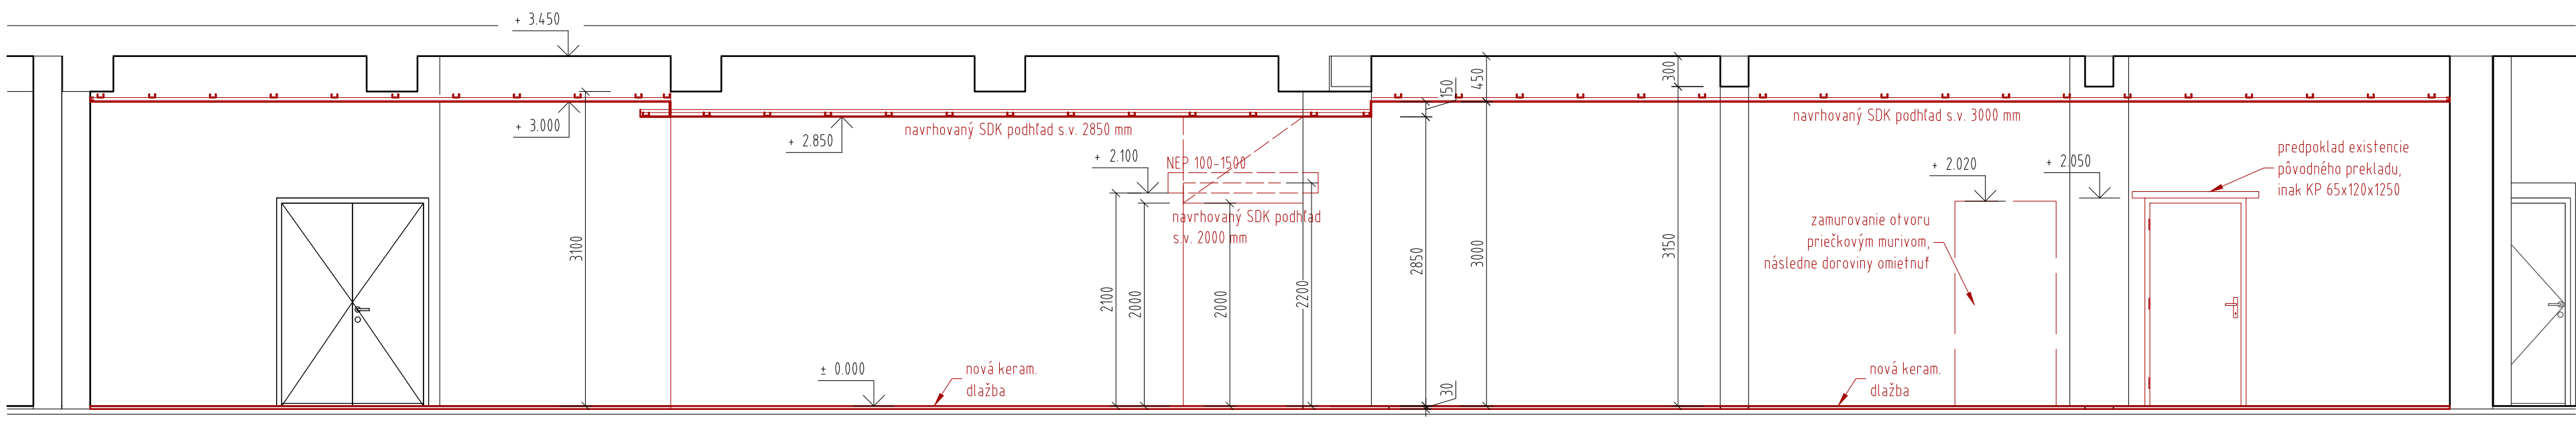 + 3.450
+ 3.000
3100
navrhovaný SDK podhľad s.v. 2850 mm
+ 2.850
+ 2.100
NEP 100-1500
navrhovaný SDK podhľad
s.v. 2000 mm
2100
2000
2000
2200
± 0.000
nová keram.
dlažba
150
450
2850
3000
30
300
3150
navrhovaný SDK podhľad s.v. 3000 mm
+ 2.020
+ 2.050
zamurovanie otvoru
priečkovým murivom,
následne doroviny omietnuť
predpoklad existencie
pôvodného prekladu,
inak KP 65x120x1250
nová keram.
dlažba